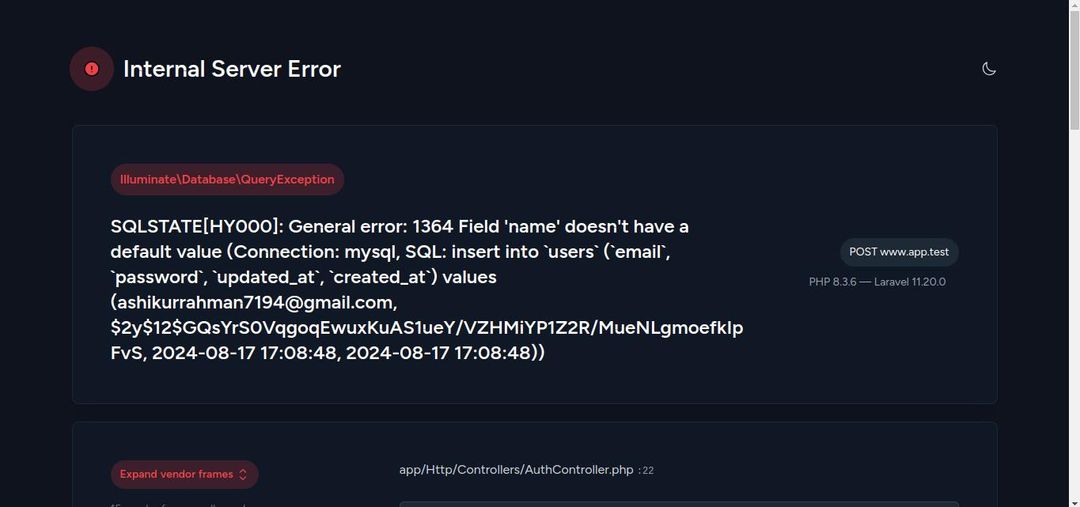 Internal Server Error
Illuminate\Database\QueryException
SQLSTATE[HY000]: General error: 1364 Field 'name' doesn't have a
default value (Connection: mysql, SQL: insert into `users` (`email`,
`password`, `updated_at`, `created_at`) values
(ashikurrahman7194@gmail.com,
$2y$12$GQsYrS0VqgoqEwuxKuAS1ueY/VZHMiYP1Z2R/MueNLgmoefkIp
FvS, 2024-08-17 17:08:48, 2024-08-17 17:08:48))
POST www.app.test
PHP 8.3.6 — Laravel 11.20.0
Expand vendor frames
app/Http/Controllers/AuthController.php :22